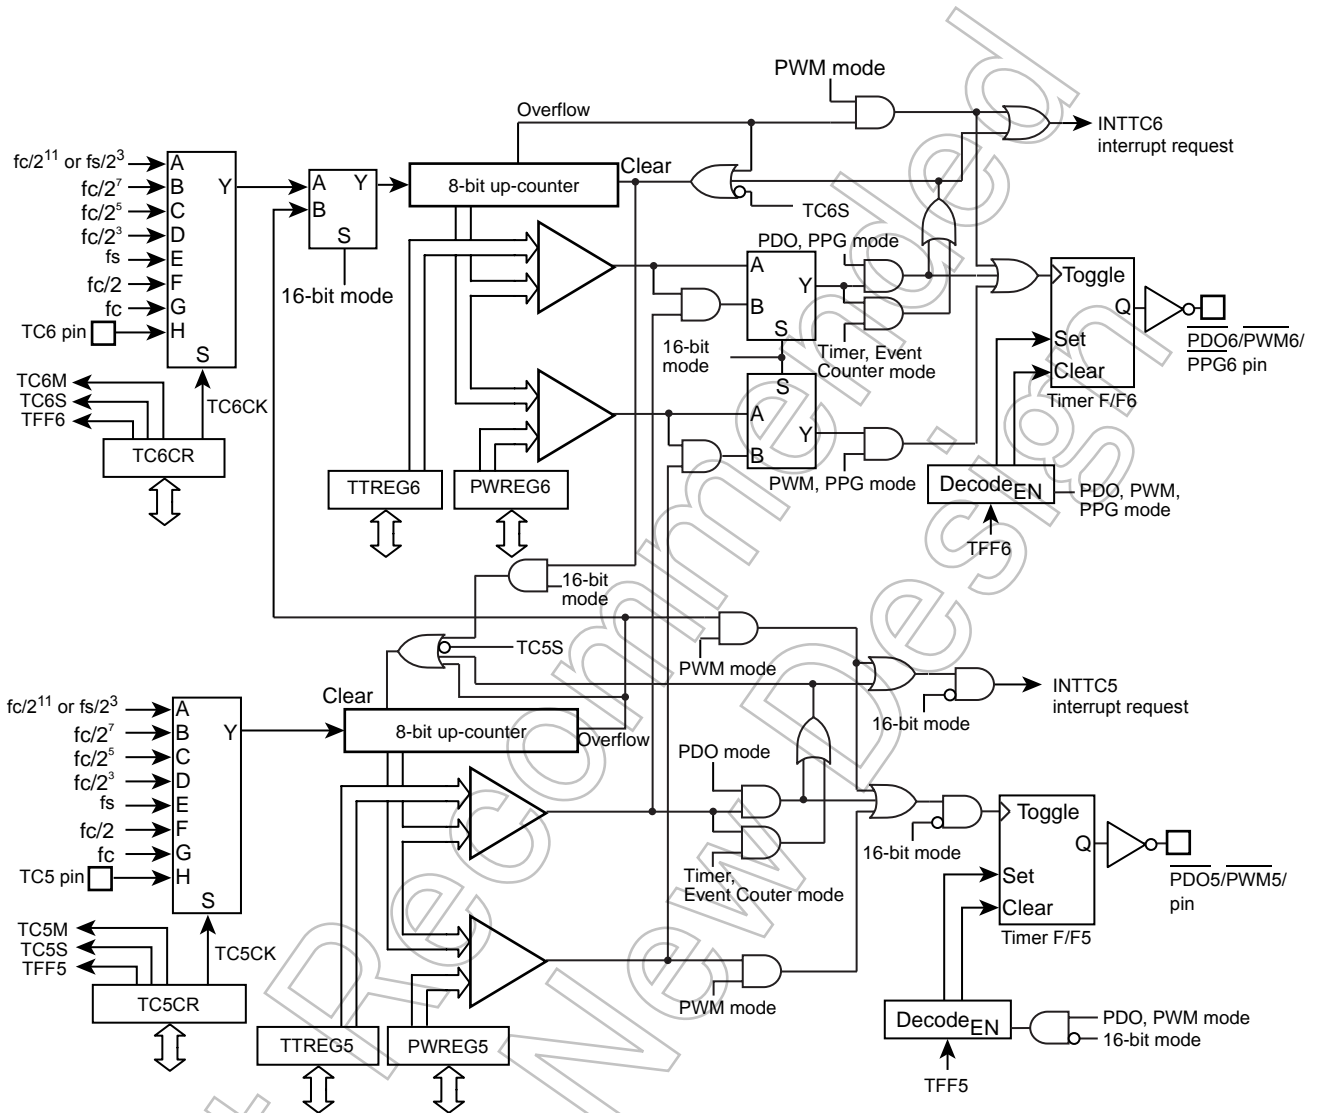 PWM mode
Overflow
INTTC6
interrupt request
fc/2¹¹ or fs/2³
fc/2⁷
fc/2⁵
fc/2³
fs
fc/2
fc
TC6 pin
A
B
C
D
E
F
G
H
Y
S
A
B
Y
S
16-bit mode
Clear
8-bit up-counter
TC6S
PDO, PPG mode
A
B
Y
S
16-bit
mode
Timer, Event
Counter mode
S
A
B
Y
PWM, PPG mode
Toggle
Q
Set
Clear
Timer F/F6
PDO6/PWM6/
PPG6 pin
TC6M
TC6S
TFF6
TC6CK
TC6CR
TTREG6
PWREG6
Decode EN
PDO, PWM,
PPG mode
TFF6
16-bit
mode
TC5S
PWM mode
INTTC5
interrupt request
16-bit mode
fc/2¹¹ or fs/2³
fc/2⁷
fc/2⁵
fc/2³
fs
fc/2
fc
TC5 pin
A
B
C
D
E
F
G
H
Y
S
Clear
8-bit up-counter
Overflow
PDO mode
Timer,
Event Couter mode
16-bit mode
Toggle
Q
Set
Clear
Timer F/F5
PDO5/PWM5/
pin
TC5M
TC5S
TFF5
TC5CK
TC5CR
PWM mode
TTREG5
PWREG5
Decode EN
PDO, PWM mode
16-bit mode
TFF5
Recommended
New Design